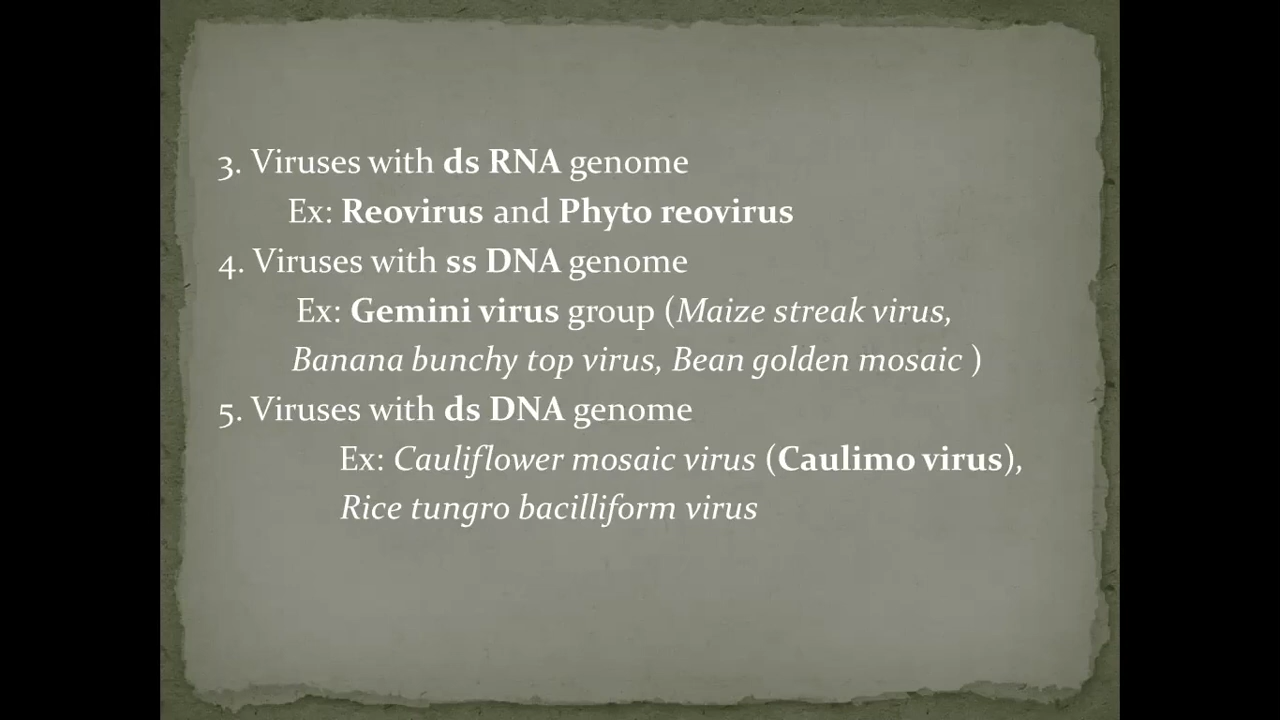 3. Viruses with ds RNA genome
Ex: Reovirus and Phyto reovirus
4. Viruses with ss DNA genome
Ex: Gemini virus group (Maize streak virus,
Banana bunchy top virus, Bean golden mosaic )
5. Viruses with ds DNA genome
Ex: Cauliflower mosaic virus (Caulimo virus),
Rice tungro bacilliform virus